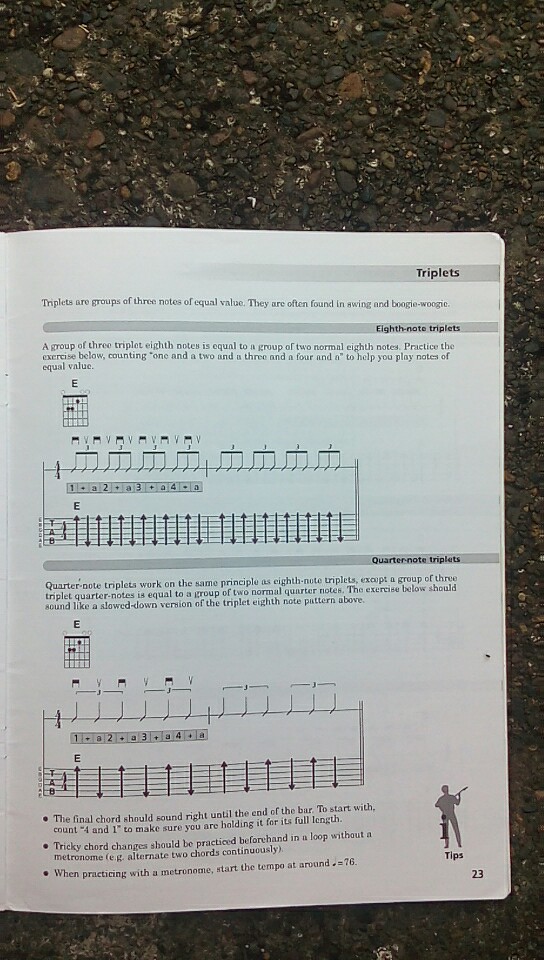 Triplets
Triplets are groups of three notes of equal value. They are often found in swing and boogie-woogie.
Eighth-note triplets
A group of three triplet eighth notes is equal to a group of two normal eighth notes. Practice the
exercise below, counting "one and a two and a three and a four and a" to help you play notes of
equal value.
E
V V V V V V
3 3 3 3 3 3 3 3
4
4
1 + a 2 + a 3 + a 4 + a
E
T
A
B
4
4
Quarter-note triplets
Quarter-note triplets work on the same principle as eighth-note triplets, except a group of three
triplet quarter-notes is equal to a group of two normal quarter notes. The exercise below should
sound like a slowed-down version of the triplet eighth note pattern above.
E
V V V
3 3 3 3
4
4
1 + a 2 + a 3 + a 4 + a
E
T
A
B
4
4
• The final chord should sound right until the end of the bar. To start with,
count "4 and 1" to make sure you are holding it for its full length.
• Tricky chord changes should be practiced beforehand in a loop without a
metronome (e.g. alternate two chords continuously).
• When practicing with a metronome, start the tempo at around ♩=76.
Tips
23